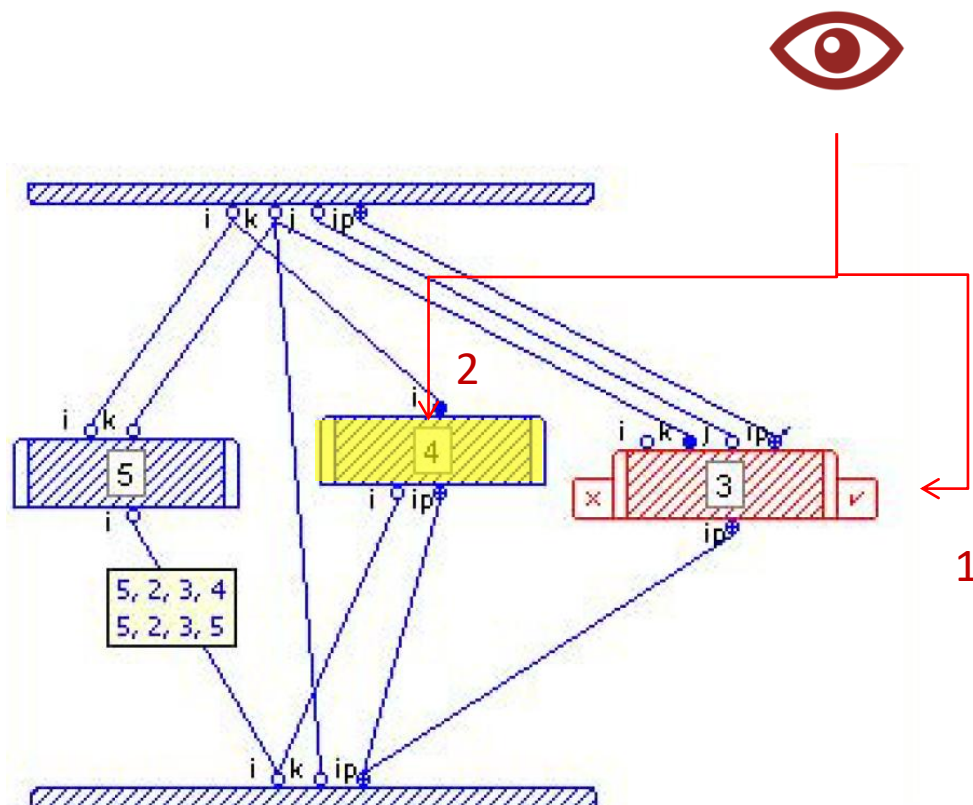 i k j ip
2
i
i k
i k j ip
4
5
× 3 ✓
i ip
i
ip
1
5, 2, 3, 4
5, 2, 3, 5
i k ip